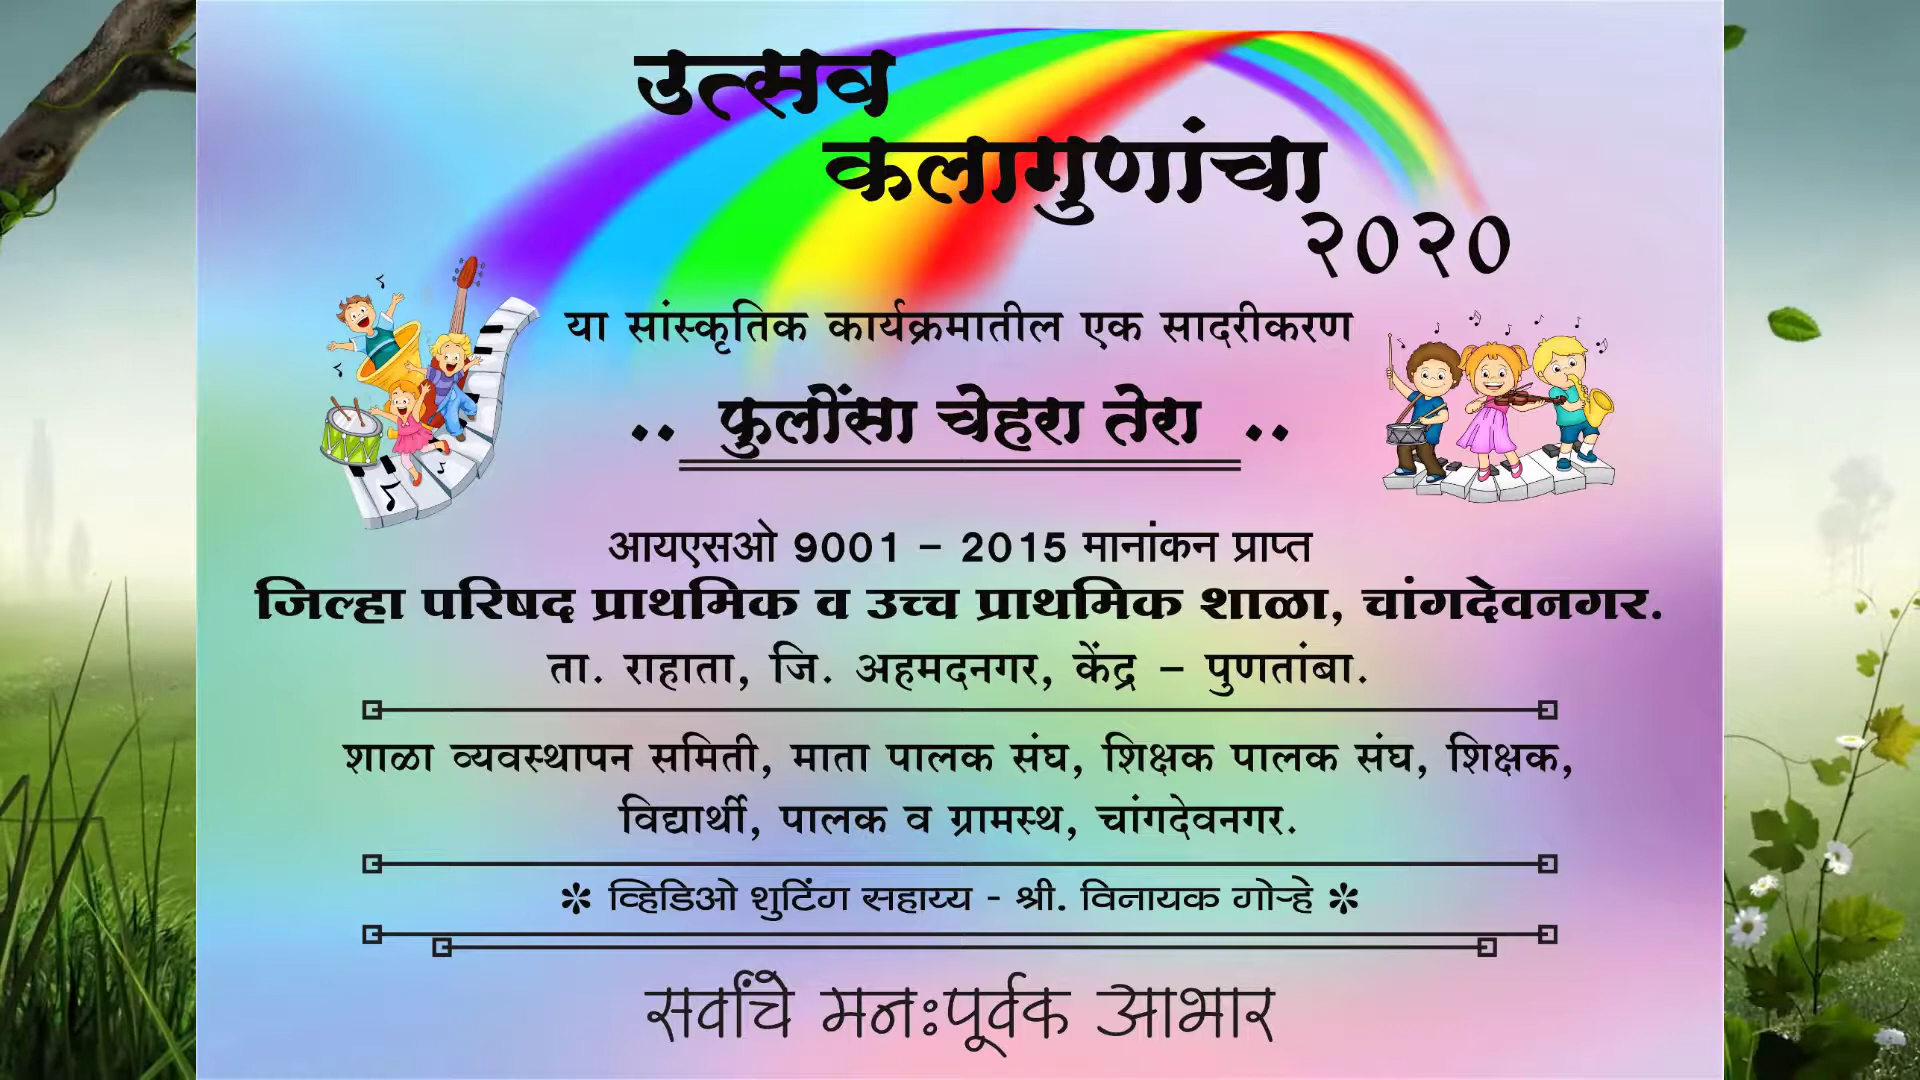 उत्सव
कलागुणांचा
२०२०
या सांस्कृतिक कार्यक्रमातील एक सादरीकरण
.. फुलोंसा चेहरा तेरा ..
आयएसओ 9001 – 2015 मानांकन प्राप्त
जिल्हा परिषद प्राथमिक व उच्च प्राथमिक शाळा, चांगदेवनगर.
ता. राहाता, जि. अहमदनगर, केंद्र – पुणतांबा.
शाळा व्यवस्थापन समिती, माता पालक संघ, शिक्षक पालक संघ, शिक्षक,
विद्यार्थी, पालक व ग्रामस्थ, चांगदेवनगर.
✻ व्हिडिओ शुटिंग सहाय्य - श्री. विनायक गोऱ्हे ✻
सर्वांचे मनःपूर्वक आभार